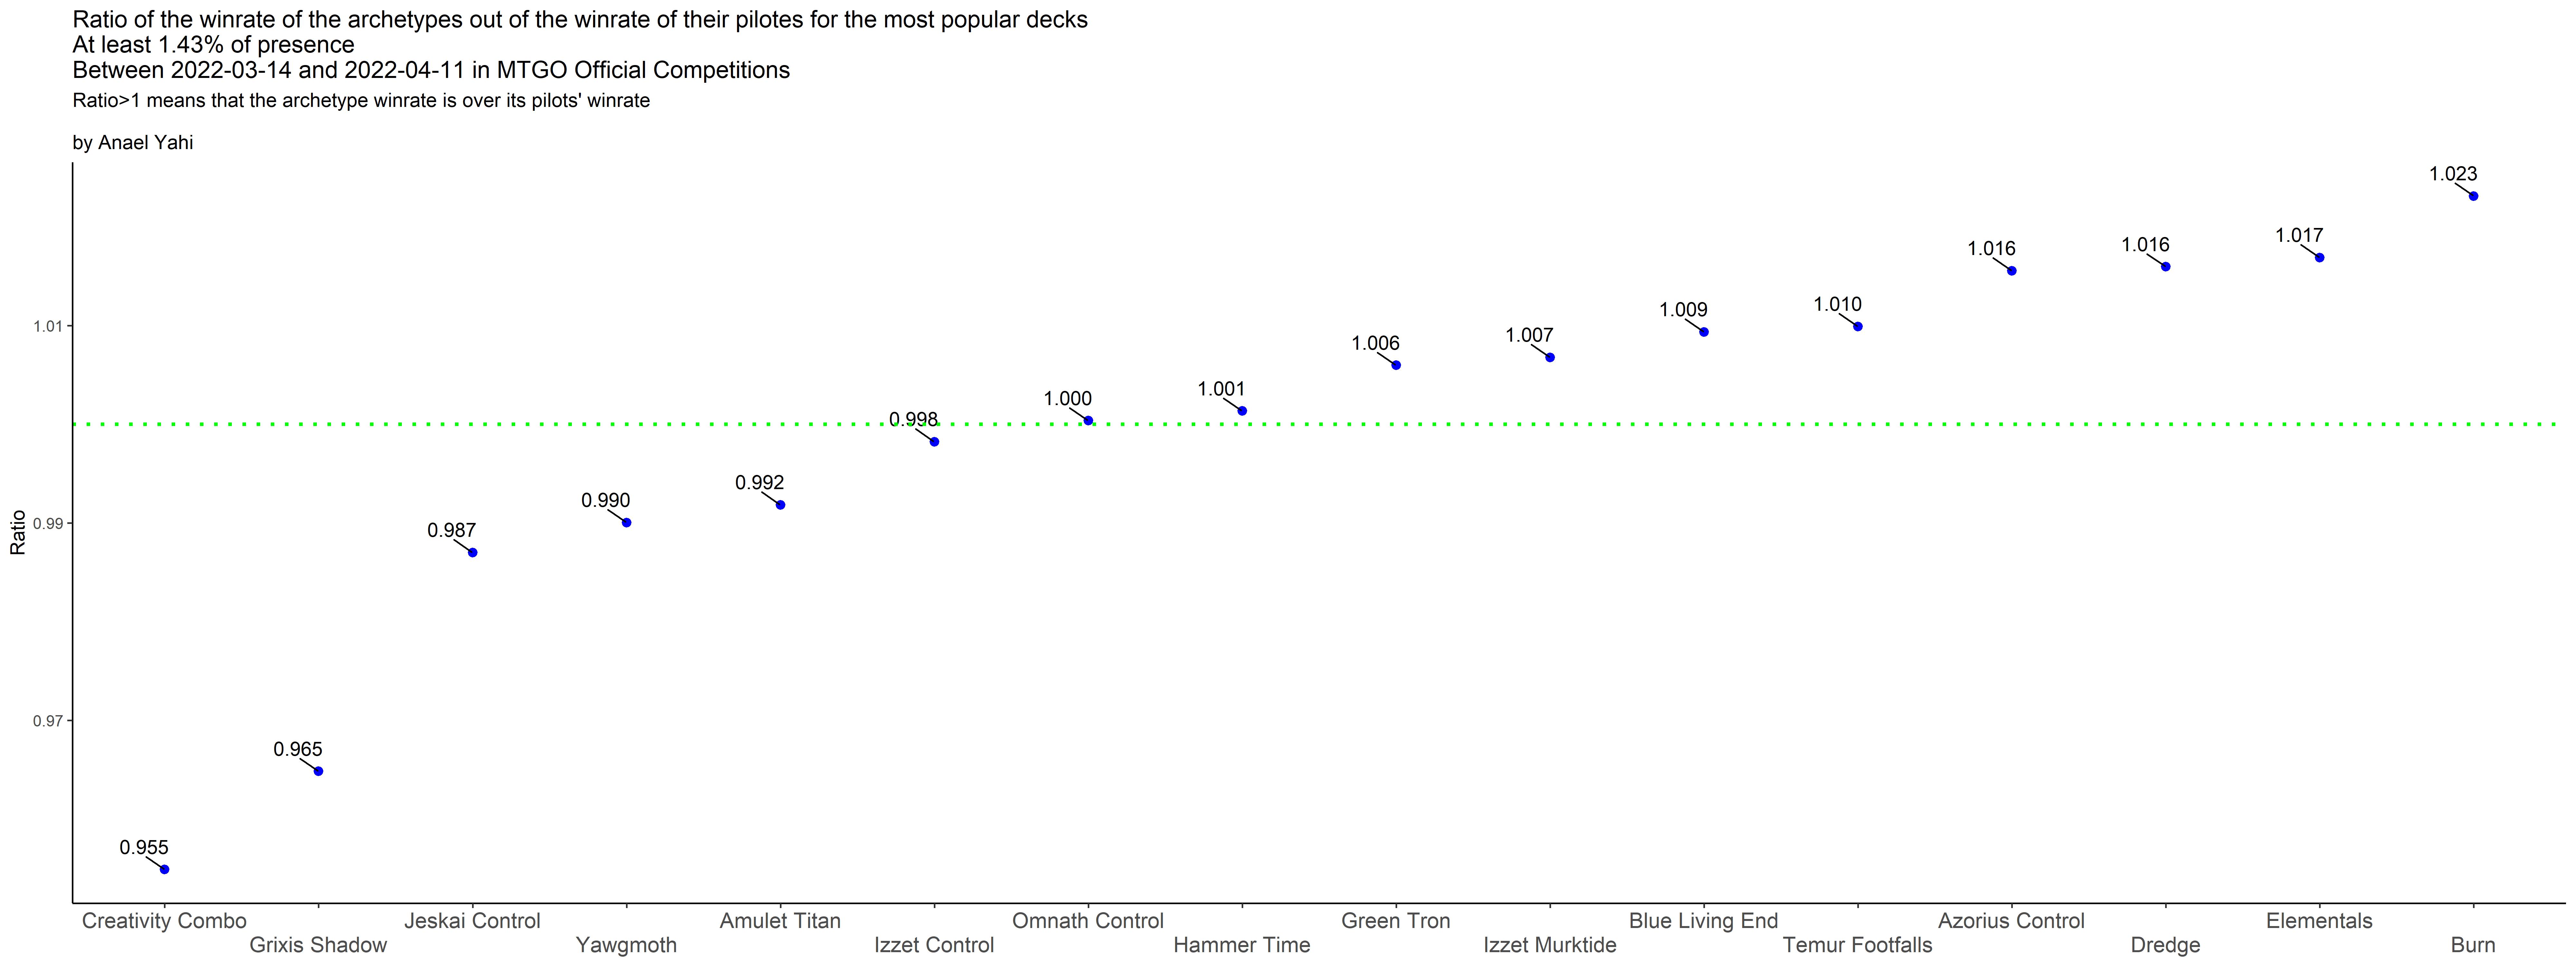 Ratio of the winrate of the archetypes out of the winrate of their pilotes for the most popular decks
At least 1.43% of presence
Between 2022-03-14 and 2022-04-11 in MTGO Official Competitions
Ratio>1 means that the archetype winrate is over its pilots' winrate
by Anael Yahi
Ratio
1.01
0.99
0.97
0.955
0.965
0.987
0.990
0.992
0.998
1.000
1.001
1.006
1.007
1.009
1.010
1.016
1.016
1.017
1.023
Creativity Combo
Grixis Shadow
Jeskai Control
Yawgmoth
Amulet Titan
Izzet Control
Omnath Control
Hammer Time
Green Tron
Izzet Murktide
Blue Living End
Temur Footfalls
Azorius Control
Dredge
Elementals
Burn